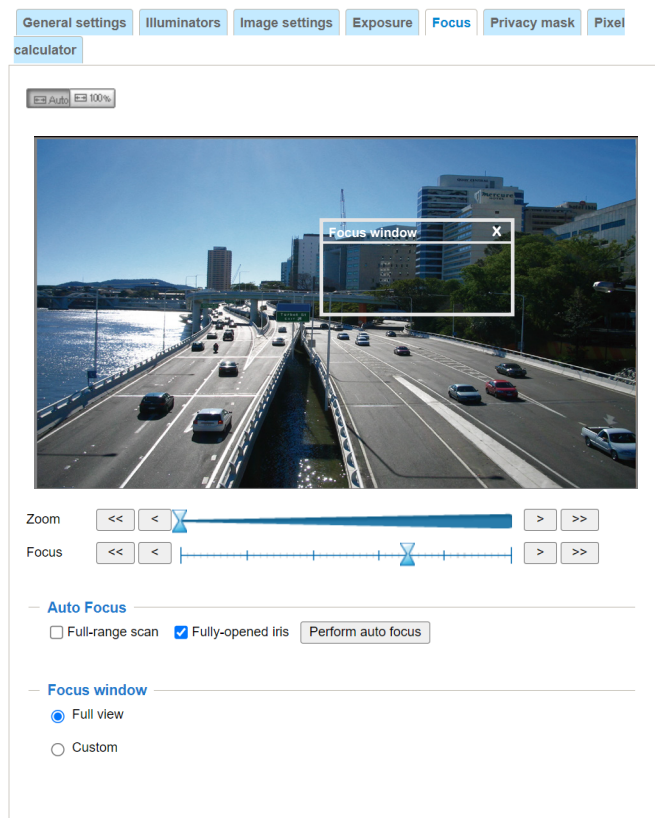 General settings Illuminators Image settings Exposure Focus Privacy mask Pixel
calculator
Auto 100%
Focus window X
Zoom << < > >>
Focus << < > >>
Auto Focus
Full-range scan Fully-opened iris Perform auto focus
Focus window
Full view
Custom